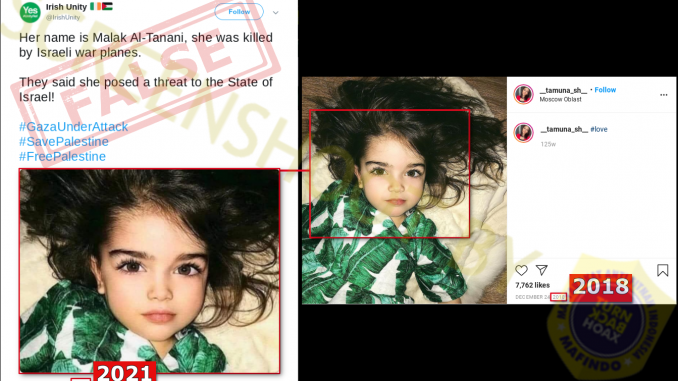 Yes
Irish Unity
@IrishUnity
Follow
Her name is Malak Al-Tanani, she was killed
by Israeli war planes.
They said she posed a threat to the State of
Israel!
#GazaUnderAttack
#SavePalestine
#FreePalestine
FALSE
2021
__tamuna_sh__ • Follow
Moscow Oblast
__tamuna_sh__ #love
125w
7,762 likes
DECEMBER 2018
2018
TURN
BACK
HOAX
MAFINDO